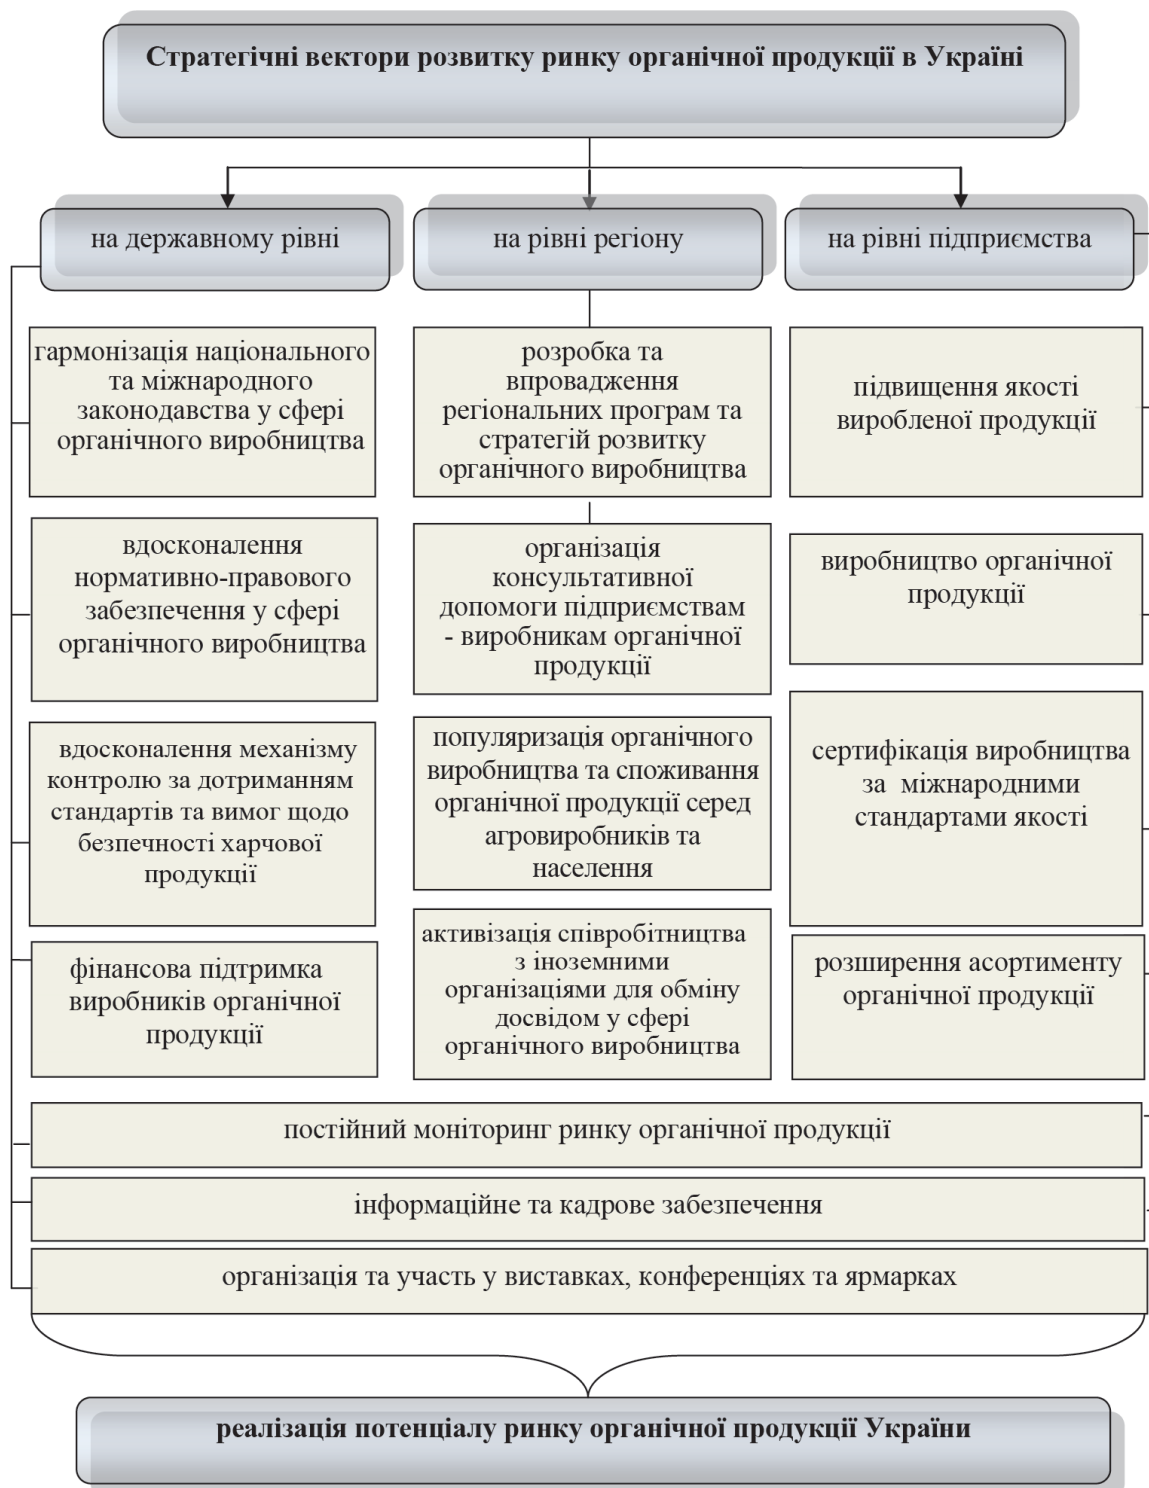 Стратегічні вектори розвитку ринку органічної продукції в Україні
на державному рівні
на рівні регіону
на рівні підприємства
гармонізація національного
та міжнародного
законодавства у сфері
органічного виробництва
вдосконалення
нормативно-правового
забезпечення у сфері
органічного виробництва
вдосконалення механізму
контролю за дотриманням
стандартів та вимог щодо
безпечності харчової
продукції
фінансова підтримка
виробників органічної
продукції
розробка та
впровадження
регіональних програм та
стратегій розвитку
органічного виробництва
організація
консультативної
допомоги підприємствам
- виробникам органічної
продукції
популяризація органічного
виробництва та споживання
органічної продукції серед
агровиробників та
населення
активізація співробітництва
з іноземними
організаціями для обміну
досвідом у сфері
органічного виробництва
підвищення якості
виробленої продукції
виробництво органічної
продукції
сертифікація виробництва
за міжнародними
стандартами якості
розширення асортименту
органічної продукції
постійний моніторинг ринку органічної продукції
інформаційне та кадрове забезпечення
організація та участь у виставках, конференціях та ярмарках
реалізація потенціалу ринку органічної продукції України